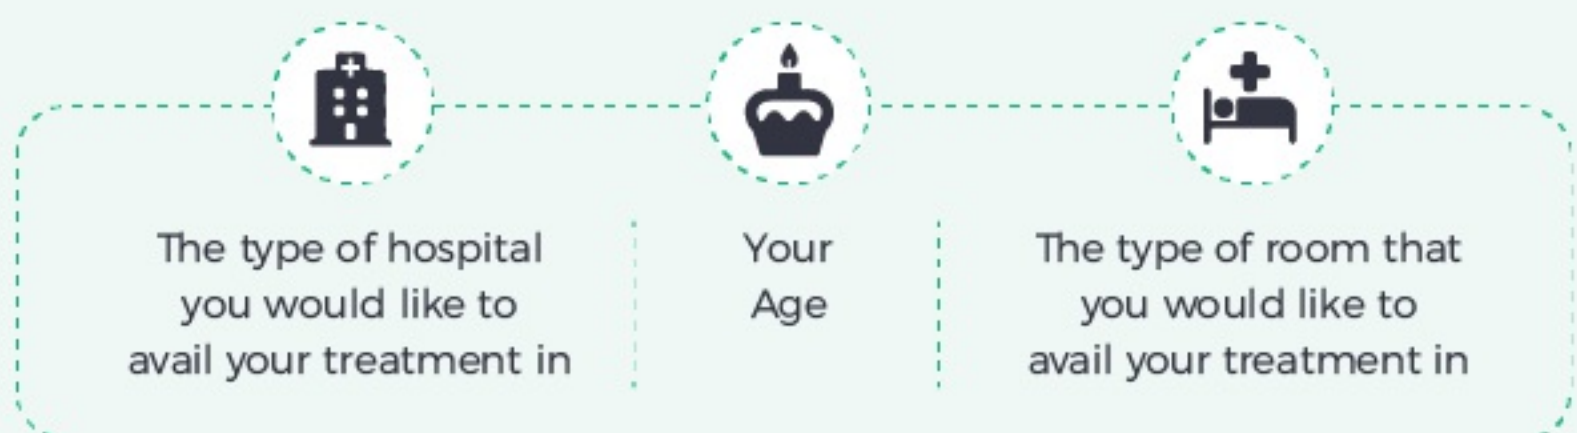 The type of hospital
you would like to
avail your treatment in
Your
Age
The type of room that
you would like to
avail your treatment in